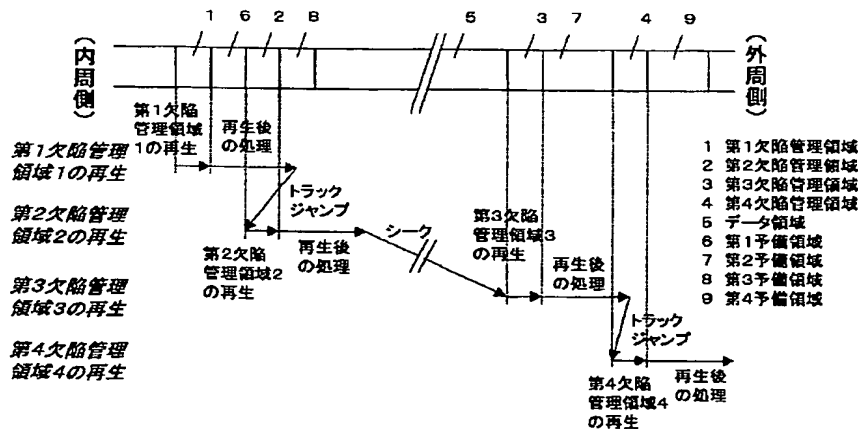 1 6 2 8 5 3 7 4 9
（内周側）
（外周側）
第1欠陥
管理領域
1の再生
再生後
の処理
第1欠陥管理
領域1の再生
トラック
ジャンプ
第2欠陥管理
領域2の再生
第2欠陥
管理領域2
の再生
再生後
の処理
シーク
第3欠陥
管理領域3
の再生
第3欠陥管理
領域3の再生
再生後
の処理
トラック
ジャンプ
第4欠陥管理
領域4の再生
第4欠陥
管理領域4
の再生
再生後
の処理
1 第1欠陥管理領域
2 第2欠陥管理領域
3 第3欠陥管理領域
4 第4欠陥管理領域
5 データ領域
6 第1予備領域
7 第2予備領域
8 第3予備領域
9 第4予備領域